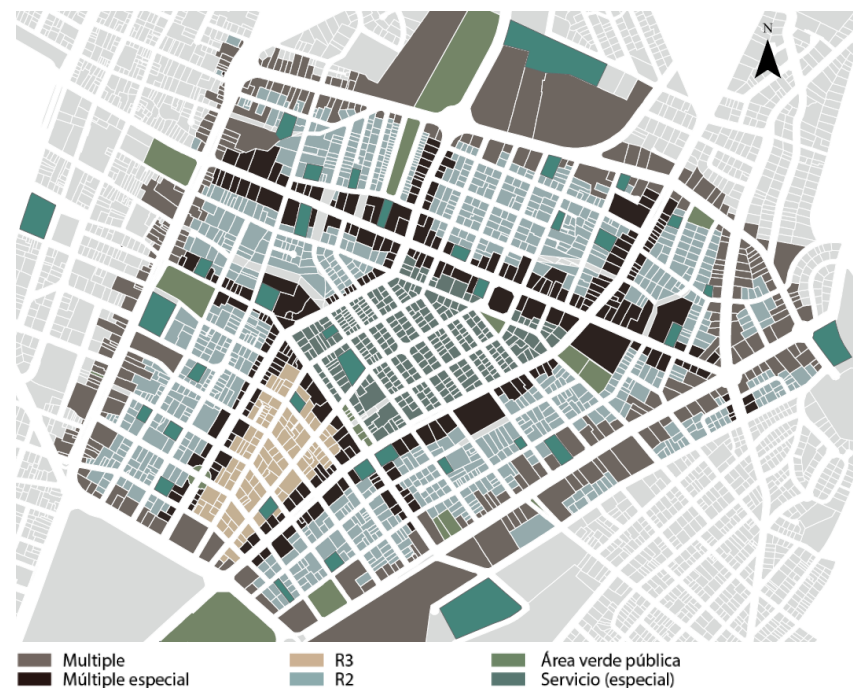 N
Multiple
R3
Área verde pública
Múltiple especial
R2
Servicio (especial)